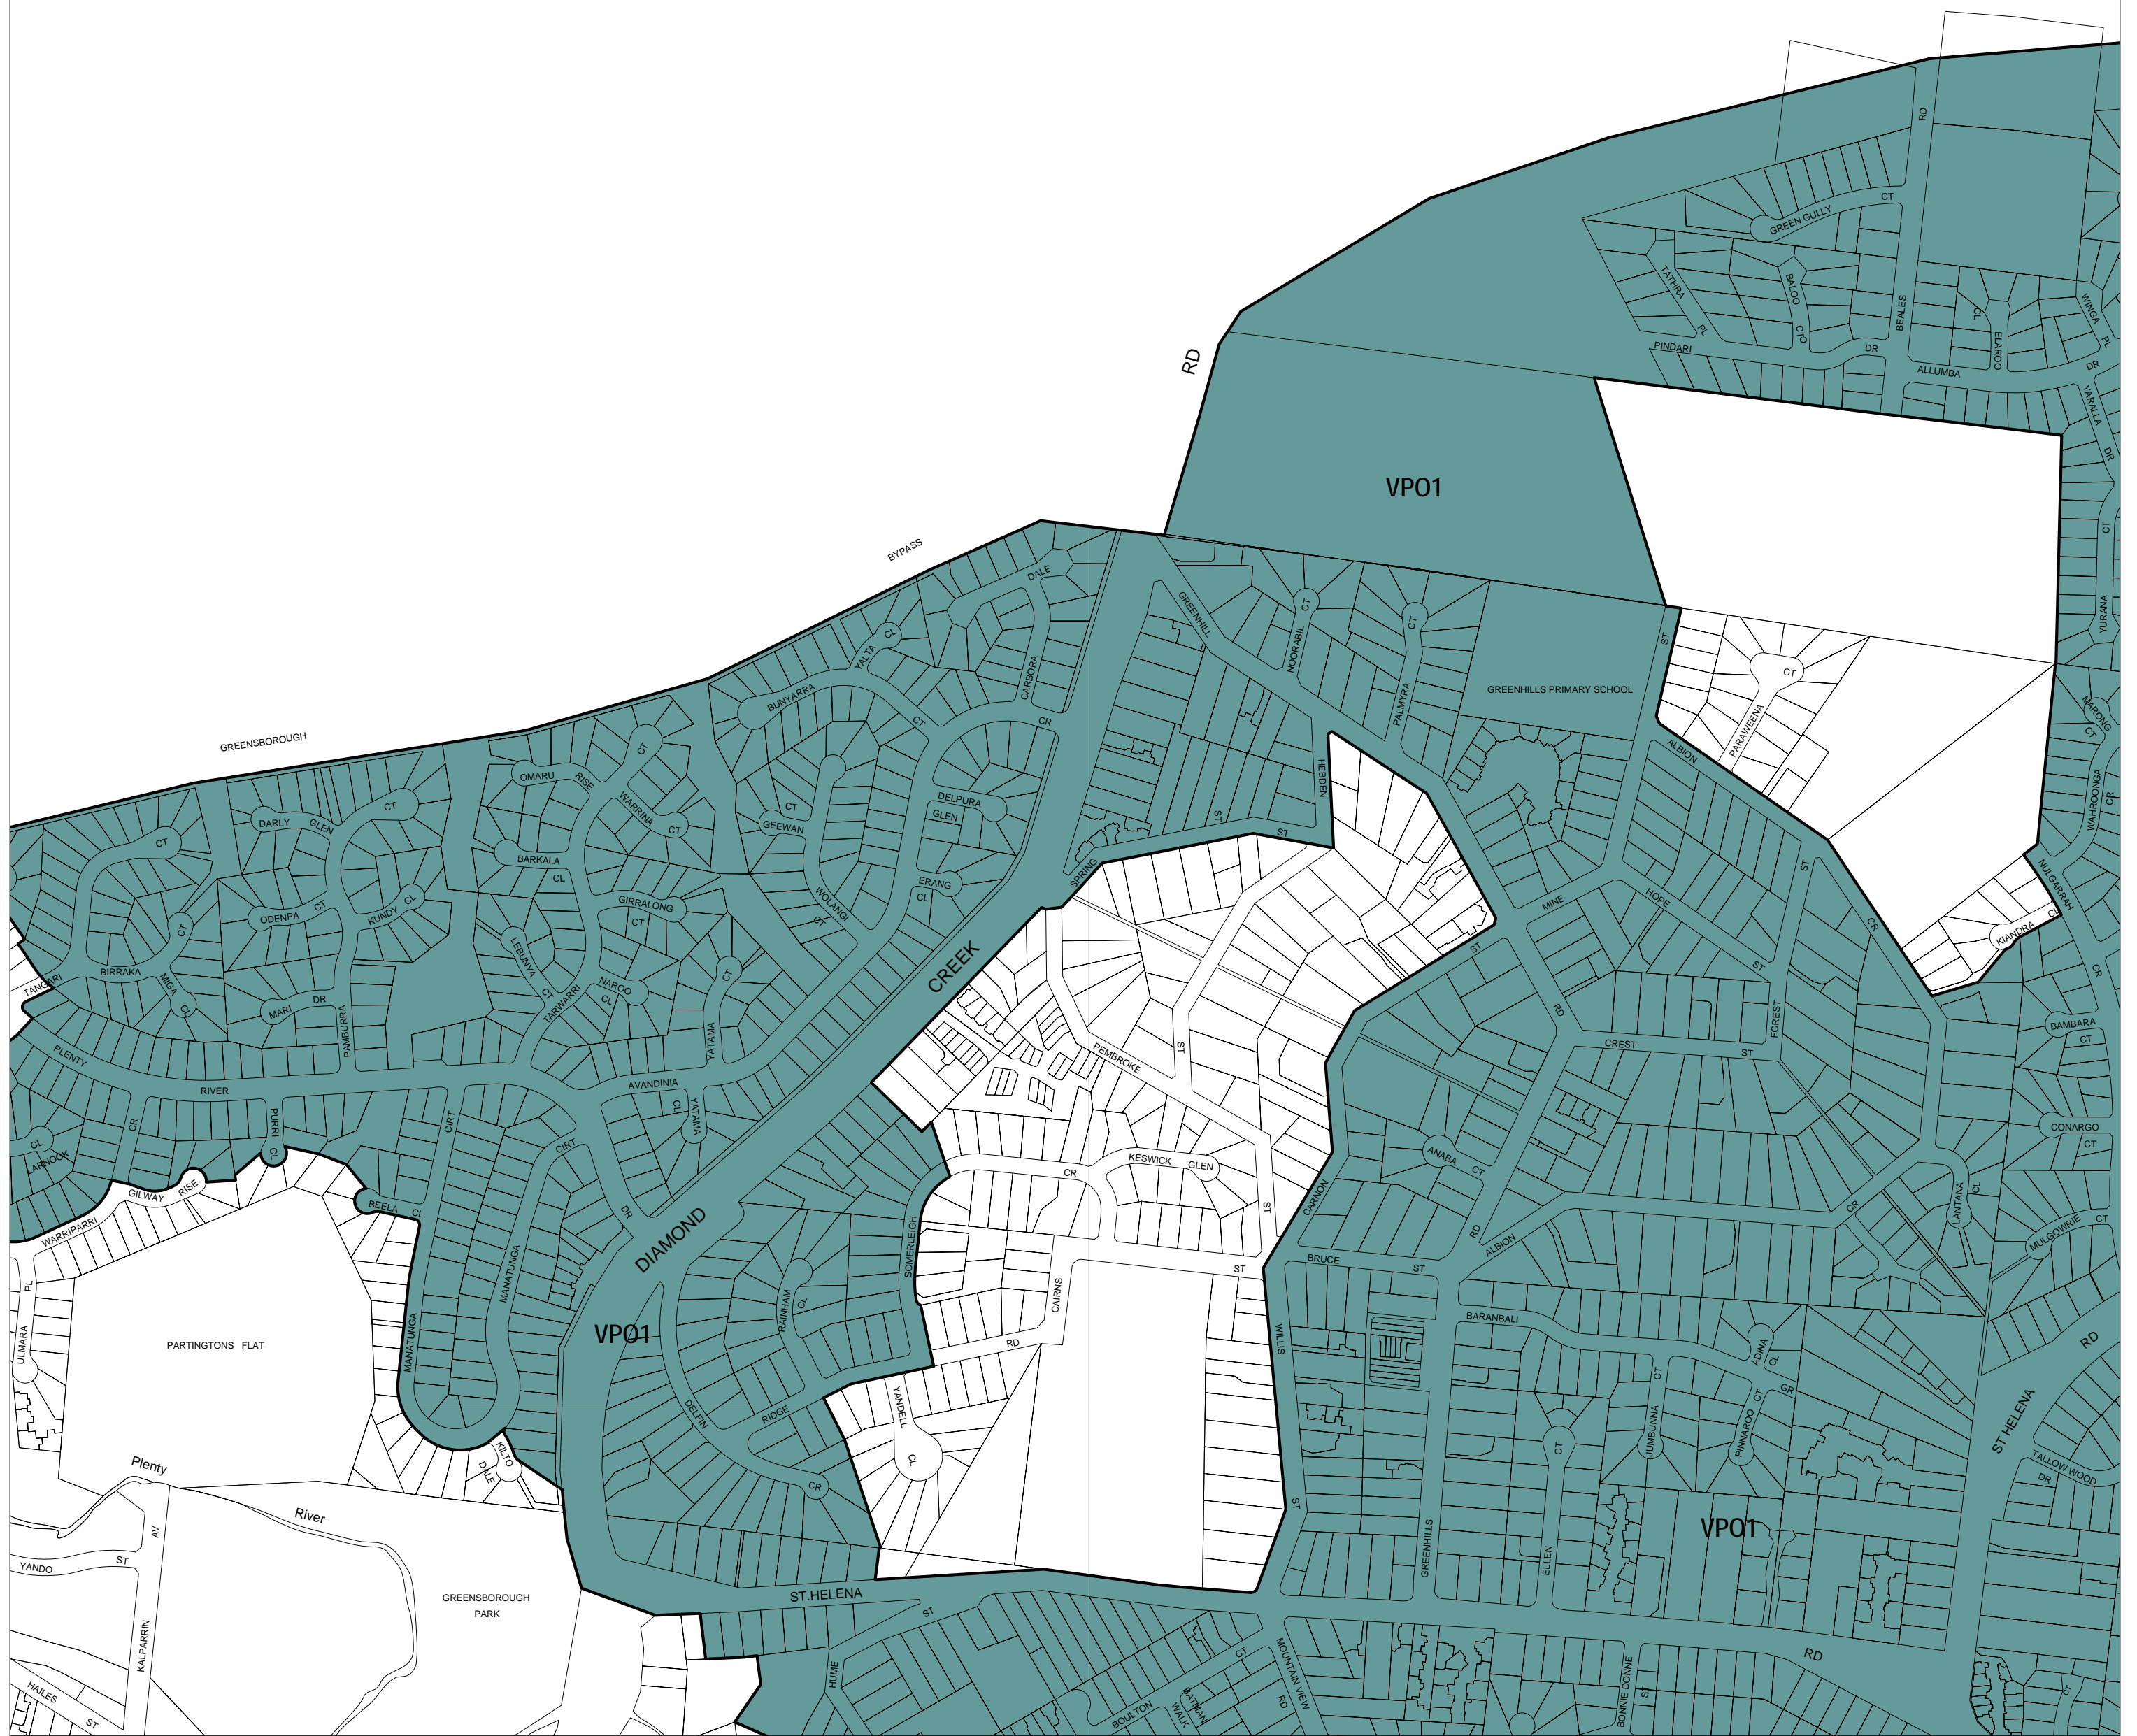 RD
GREEN GULLY CT
TATHRA PL
BALOO CT
BEALES
CL
ELAROO
WINGA PL
PINDARI DR
ALLUMBA DR
YARALLA DR
RD
VPO1
BYPASS
DALE
YURANA CT
GREENHILL
NOORABIL CT
PALMYRA CT
ST
GREENHILLS PRIMARY SCHOOL
YALTA CL
BUNYARRA CT
CARBORA
CR
PARAWEENA CT
MARONG CT
GREENSBOROUGH
OMARU RISE
CT
WARRINA CT
HEBDEN
ALBION
WAHROONGA CR
DARLY GLEN
CT
GEEWAN CT
DELPURA GLEN
ST
SPRING ST
CT
BARKALA CL
ERANG CL
WOLANGI CT
GIRRALONG CT
ODENPA CT
KUNDY CL
CT
MINE ST
HOPE ST
ST
CR
NULGARRAH
KIANDRA CL
LEBUNYA CT
CREEK
TANGARI
BIRRAKA
MIGA CL
MARI DR
NAROO CL
TARWARRI
CT
YATAMA
RD
CR
FOREST
BAMBARA CT
PAMBURRA
PLENTY
RIVER
CREST ST
PEMBROKE
ST
AVANDINIA
CL
YATAMA
PURRI CL
CR
CIRT
CIRT
CL
LARNOOK
CONARGO CT
ANABA CT
KESWICK GLEN
CR
ST
CARNON
GILWAY RISE
BEELA CL
WARRIPARRI
DR
DIAMOND
SOMERLEIGH
LANTANA CL
CR
MULGOWRIE CT
RD
ALBION
BRUCE ST
ST
MANATUNGA
MANATUNGA
PL
ULMARA
RAINHAM CL
CAIRNS
RD
VPO1
PARTINGTONS FLAT
WILLIS
BARANBALI
ADINA CL
GR
RD
YANDELL CL
DELFIN
RIDGE
CR
JUMBUNNA CT
PINNAROO CT
ST HELENA
KILTO DALE
CT
TALLOW WOOD
DR
Plenty
River
AV
ST
VPO1
YANDO ST
GREENHILLS
ELLEN
GREENSBOROUGH
PARK
ST.HELENA
ST
RD
KALPARRIN
HUME
CT
MOUNTAIN VIEW
RD
BONNIE DONNE
ST
HAILES ST
BOULTON
BATMAN
WALK
CT